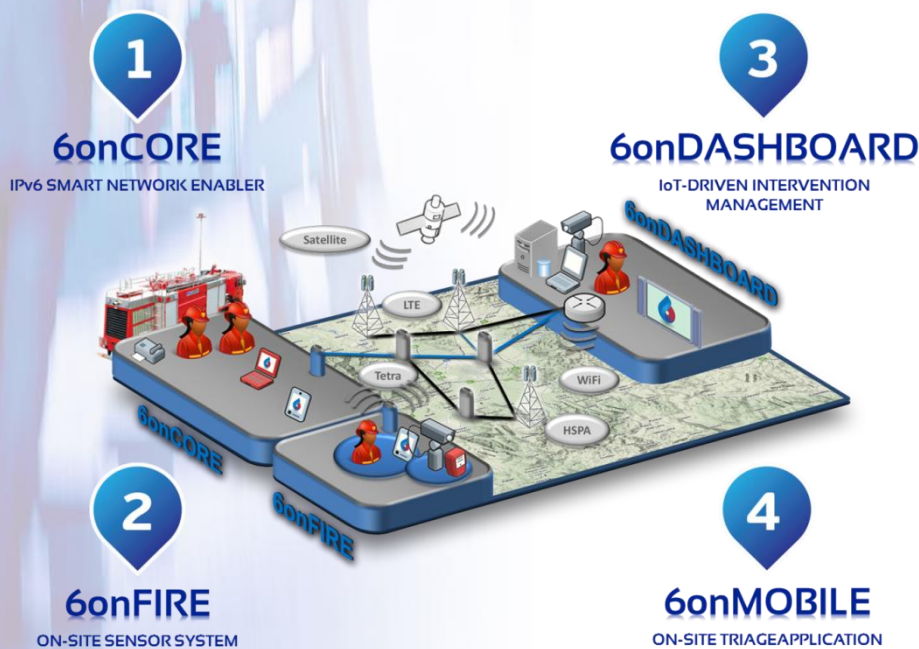 1
6onCORE
IPv6 SMART NETWORK ENABLER
3
6onDASHBOARD
IoT-DRIVEN INTERVENTION
MANAGEMENT
Satellite
LTE
Tetra
WiFi
HSPA
6onDASHBOARD
6onCORE
6onFIRE
2
6onFIRE
ON-SITE SENSOR SYSTEM
4
6onMOBILE
ON-SITE TRIAGEAPPLICATION